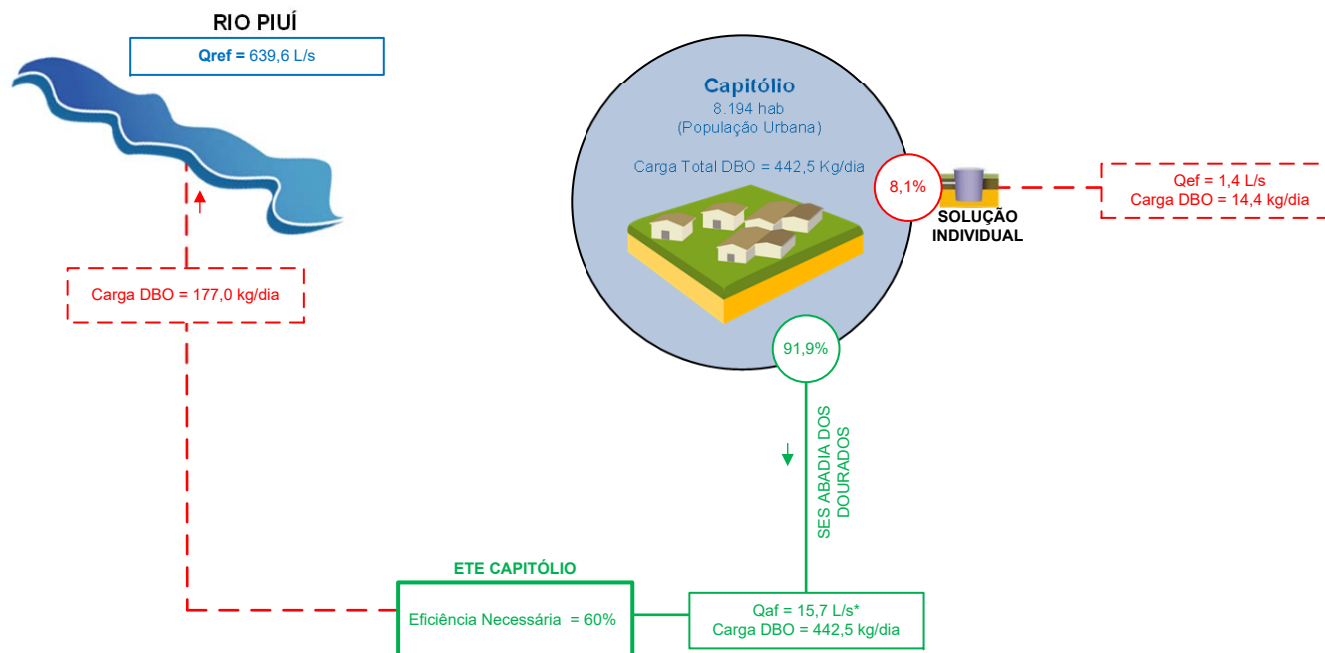 RIO PIUÍ
Qref = 639,6 L/s
Capitólio
8.194 hab
(População Urbana)
Carga Total DBO = 442,5 Kg/dia
8,1%
SOLUÇÃO
INDIVIDUAL
Qef = 1,4 L/s
Carga DBO = 14,4 kg/dia
Carga DBO = 177,0 kg/dia
91,9%
SES ABADIA DOS
DOURADOS
ETE CAPITÓLIO
Eficiência Necessária = 60%
Qaf = 15,7 L/s*
Carga DBO = 442,5 kg/dia